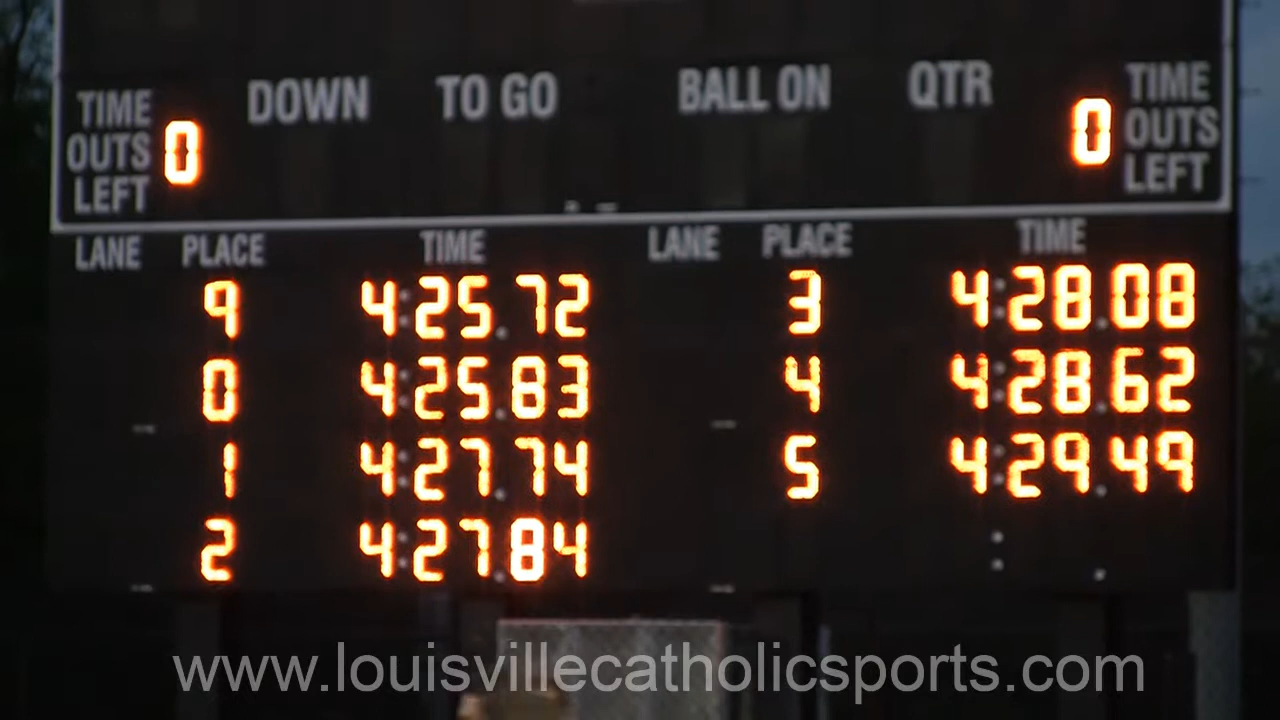 TIME OUTS LEFT 0 DOWN TO GO BALL ON QTR 0 TIME OUTS LEFT
LANE PLACE TIME LANE PLACE TIME
9 4:25.72 3 4:28.08
0 4:25.83 4 4:28.62
1 4:27.74 5 4:29.49
2 4:27.84 : .
www.louisvillecatholicsports.com